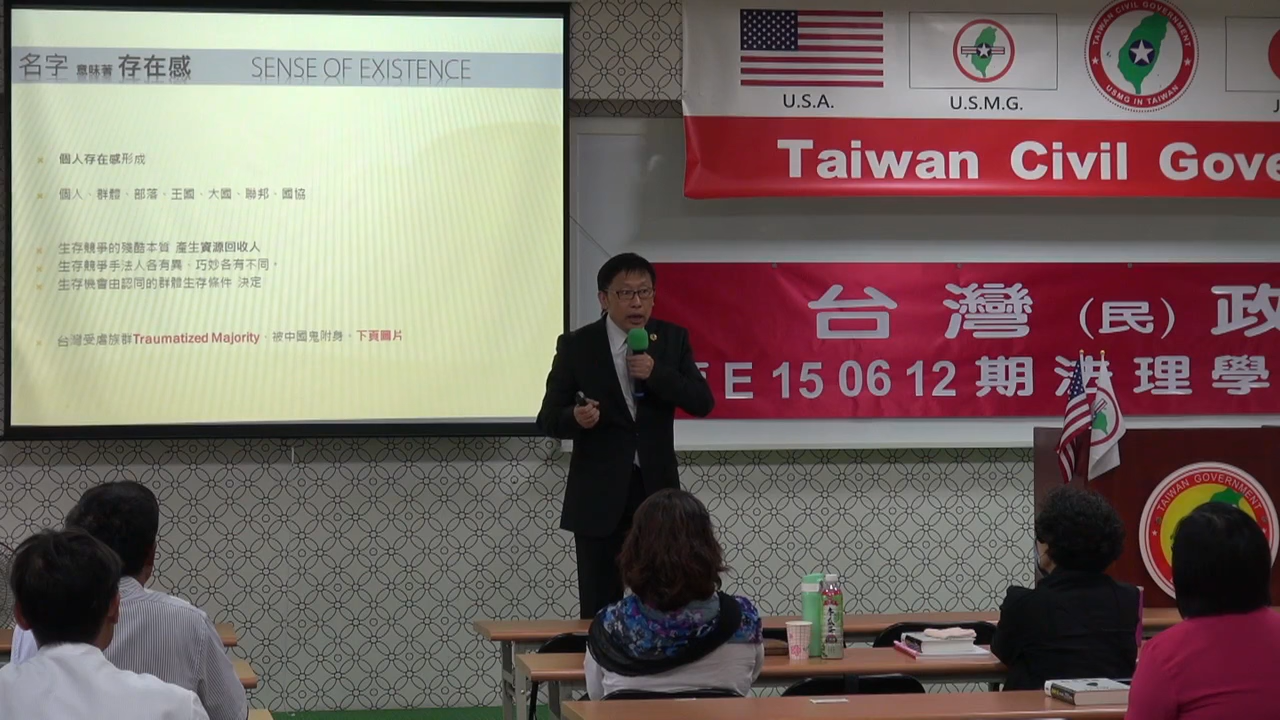 名字 意味著 存在感 SENSE OF EXISTENCE
個人存在感形成
個人、群體、部落、王國、大國、聯邦、國協
生存競爭的殘酷本質 產生資源回收人
生存競爭手法人各有異，巧妙各有不同。
生存機會由認同的群體生存條件 決定
台灣受虐族群Traumatized Majority，被中國鬼附身，下頁圖片
U.S.A.
U.S.M.G.
TAIWAN CIVIL GOVERNMENT
USMG IN TAIWAN
J
Taiwan Civil Gove
台灣(民)政
E 15 06 12 期法理學
TAIWAN GOVERNMENT